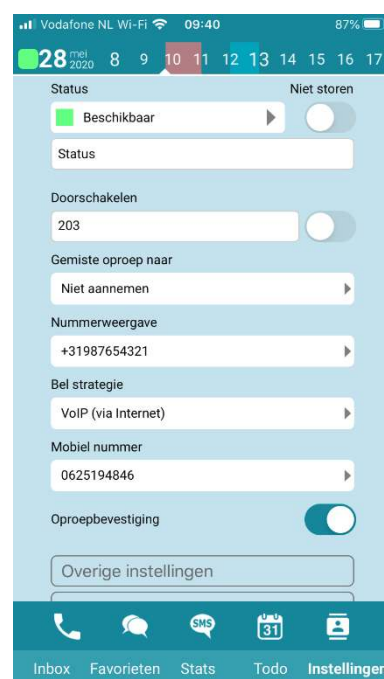 Vodafone NL Wi-Fi 09:40 87%
28 mei 2020 8 9 10 11 12 13 14 15 16 17
Status Niet storen
Beschikbaar
Status
Doorschakelen
203
Gemiste oproep naar
Niet aannemen
Nummerweergave
+31987654321
Bel strategie
VoIP (via Internet)
Mobiel nummer
0625194846
Oproepbevestiging
Overige instellingen
SMS 31
Inbox Favorieten Stats Todo Instellingen